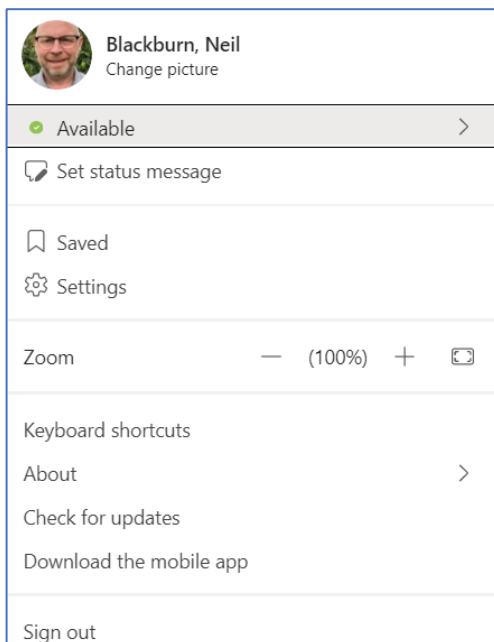 Blackburn, Neil
Change picture
Available
Set status message
Saved
Settings
Zoom — (100%) +
Keyboard shortcuts
About
Check for updates
Download the mobile app
Sign out